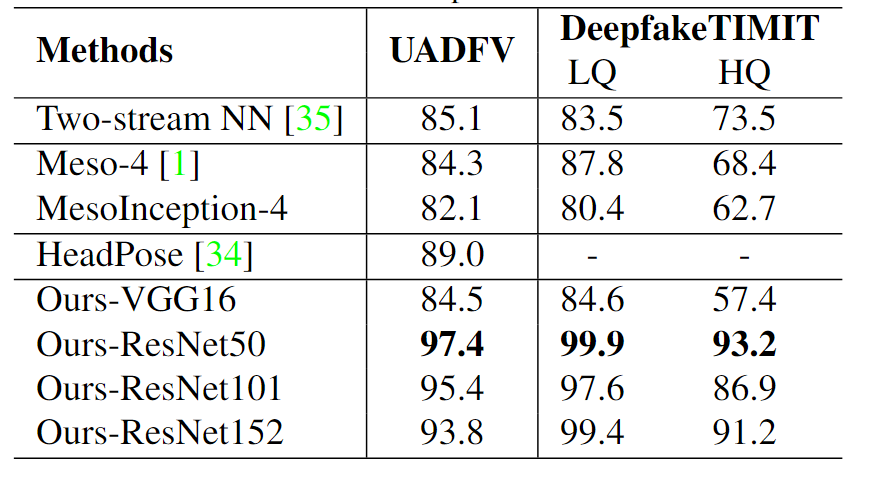 Methods UADFV DeepfakeTIMIT
LQ HQ
Two-stream NN [35] 85.1 83.5 73.5
Meso-4 [1] 84.3 87.8 68.4
MesoInception-4 82.1 80.4 62.7
HeadPose [34] 89.0 - -
Ours-VGG16 84.5 84.6 57.4
Ours-ResNet50 97.4 99.9 93.2
Ours-ResNet101 95.4 97.6 86.9
Ours-ResNet152 93.8 99.4 91.2